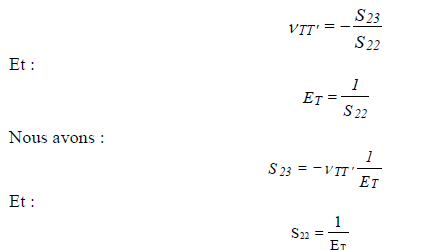 ν_TT' = − S_23 / S_22
Et :
E_T = 1 / S_22
Nous avons :
S_23 = − ν_TT' 1 / E_T
Et :
S_22 = 1 / E_T